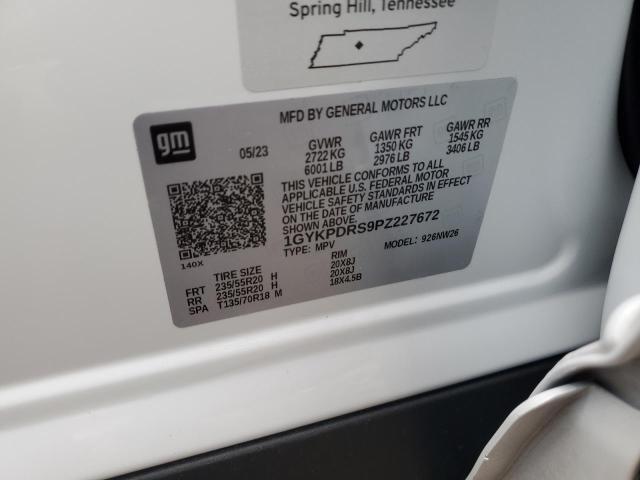 Spring Hill, Tennessee
MFD BY GENERAL MOTORS LLC
gm
05/23
GVWR
2722 KG
6001 LB
GAWR FRT
1350 KG
2976 LB
GAWR RR
1545 KG
3406 LB
THIS VEHICLE CONFORMS TO ALL
APPLICABLE U.S. FEDERAL MOTOR
VEHICLE SAFETY STANDARDS IN EFFECT
ON THE DATE OF MANUFACTURE
SHOWN ABOVE.
1GYKPDRS9PZ227672
TYPE: MPV MODEL: 926NW26
140X
TIRE SIZE RIM
FRT 235/55R20 H 20X8J
RR 235/55R20 H 20X8J
SPA T135/70R18 M 18X4.5B